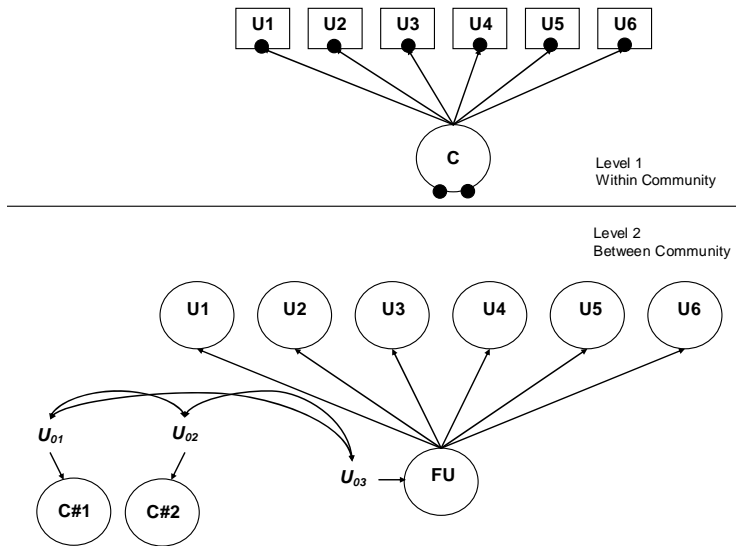 U1 U2 U3 U4 U5 U6
C
Level 1
Within Community
Level 2
Between Community
U1 U2 U3 U4 U5 U6
U01 U02
U03 FU
C#1 C#2